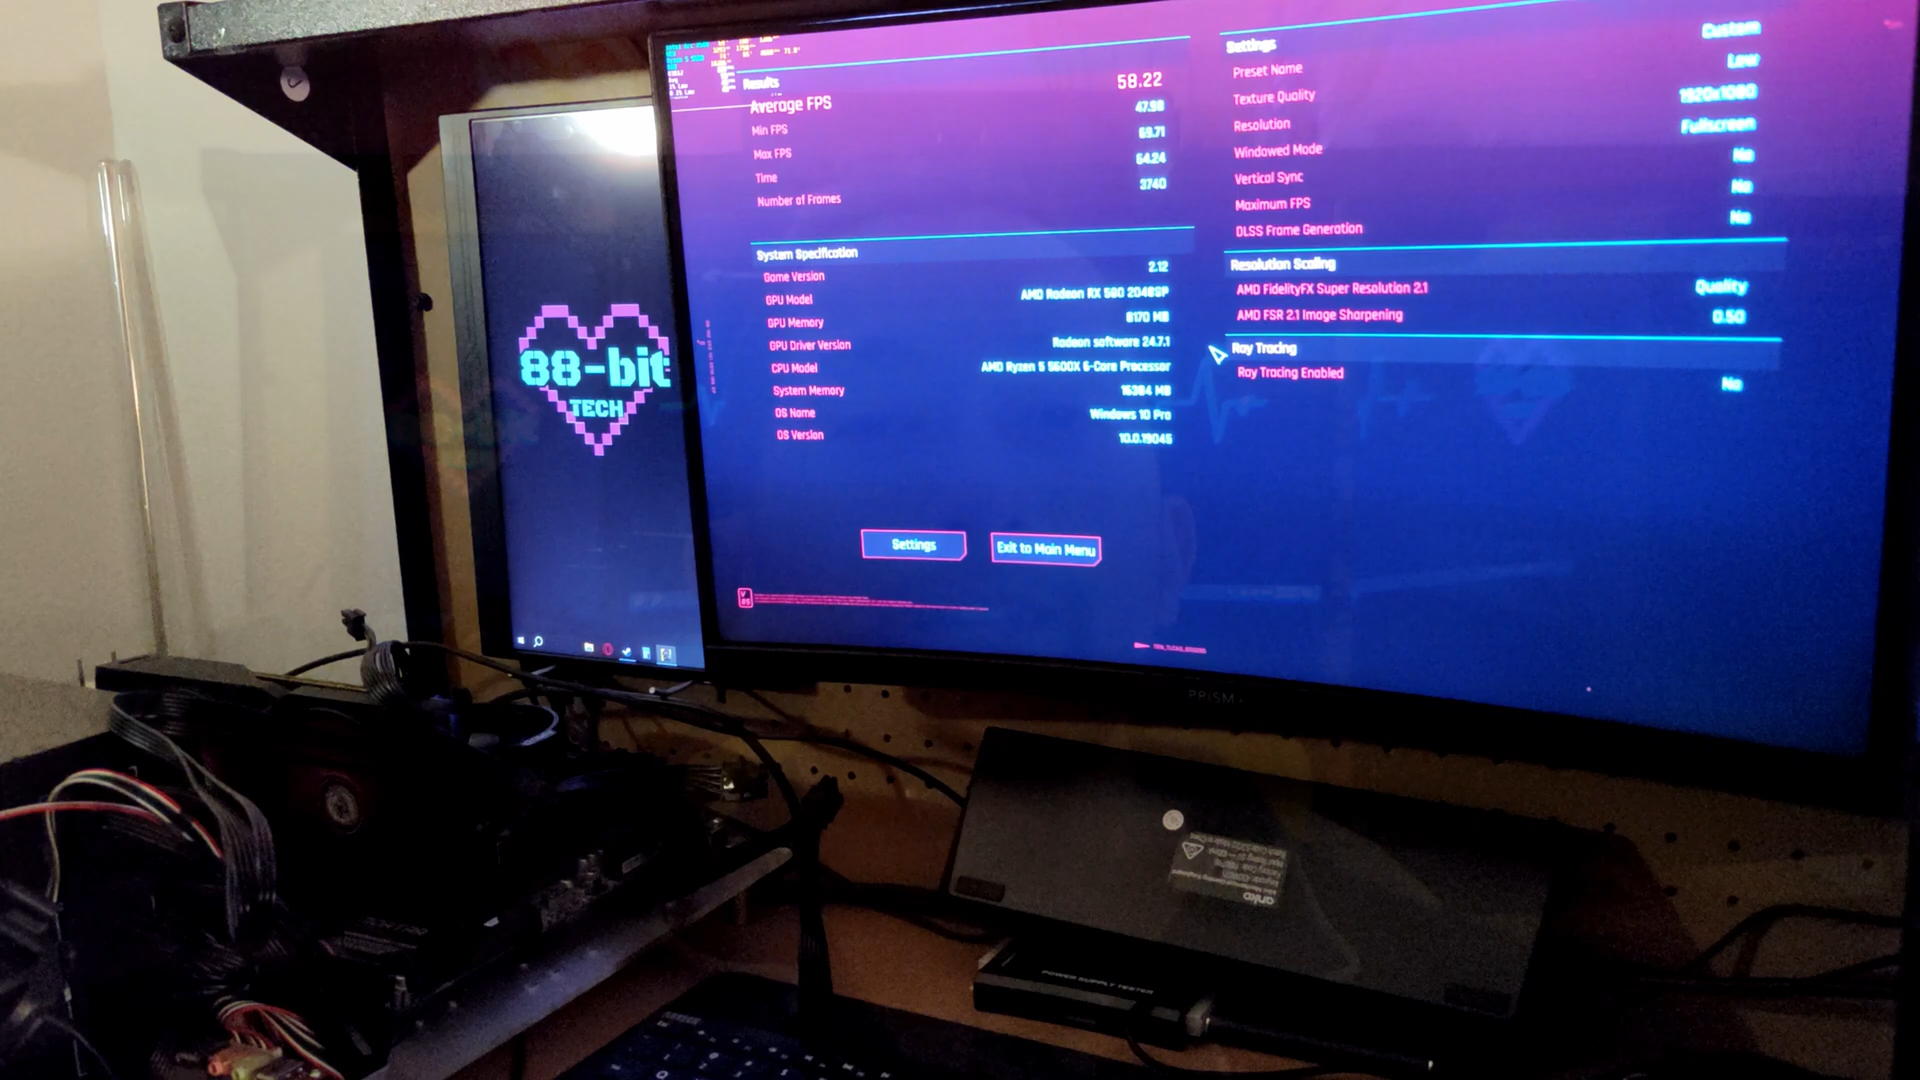 88-bit
TECH
Results
Average FPS 58.22
Min FPS 47.98
Max FPS 69.71
Time 64.24
Number of Frames 3740
System Specification
Game Version 2.12
GPU Model AMD Radeon RX 580 2048SP
GPU Memory 8170 MB
GPU Driver Version Radeon software 24.7.1
CPU Model AMD Ryzen 5 5600X 6-Core Processor
System Memory 16384 MB
OS Name Windows 10 Pro
OS Version 10.0.19045
Settings
Exit to Main Menu
Settings
Preset Name Custom
Texture Quality Low
Resolution 1920x1080
Windowed Mode Fullscreen
Vertical Sync No
Maximum FPS No
DLSS Frame Generation No
Resolution Scaling
AMD FidelityFX Super Resolution 2.1 Quality
AMD FSR 2.1 Image Sharpening 0.50
Ray Tracing
Ray Tracing Enabled No
PRISM+
anko
POWER SUPPLY TESTER